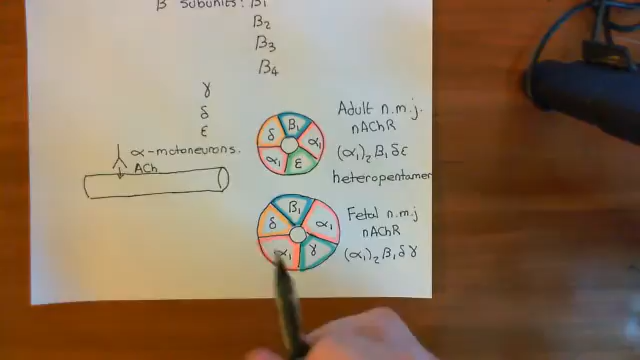 β subunits: β1
β2
β3
β4
γ
δ
ε
α-motoneurons.
ACh
β1
δ
α1
α1
ε
Adult n.m.j.
nAChR
(α1)2 β1 δ ε
heteropentamer
β1
δ
α1
α1
γ
Fetal n.m.j
nAChR
(α1)2 β1 δ γ